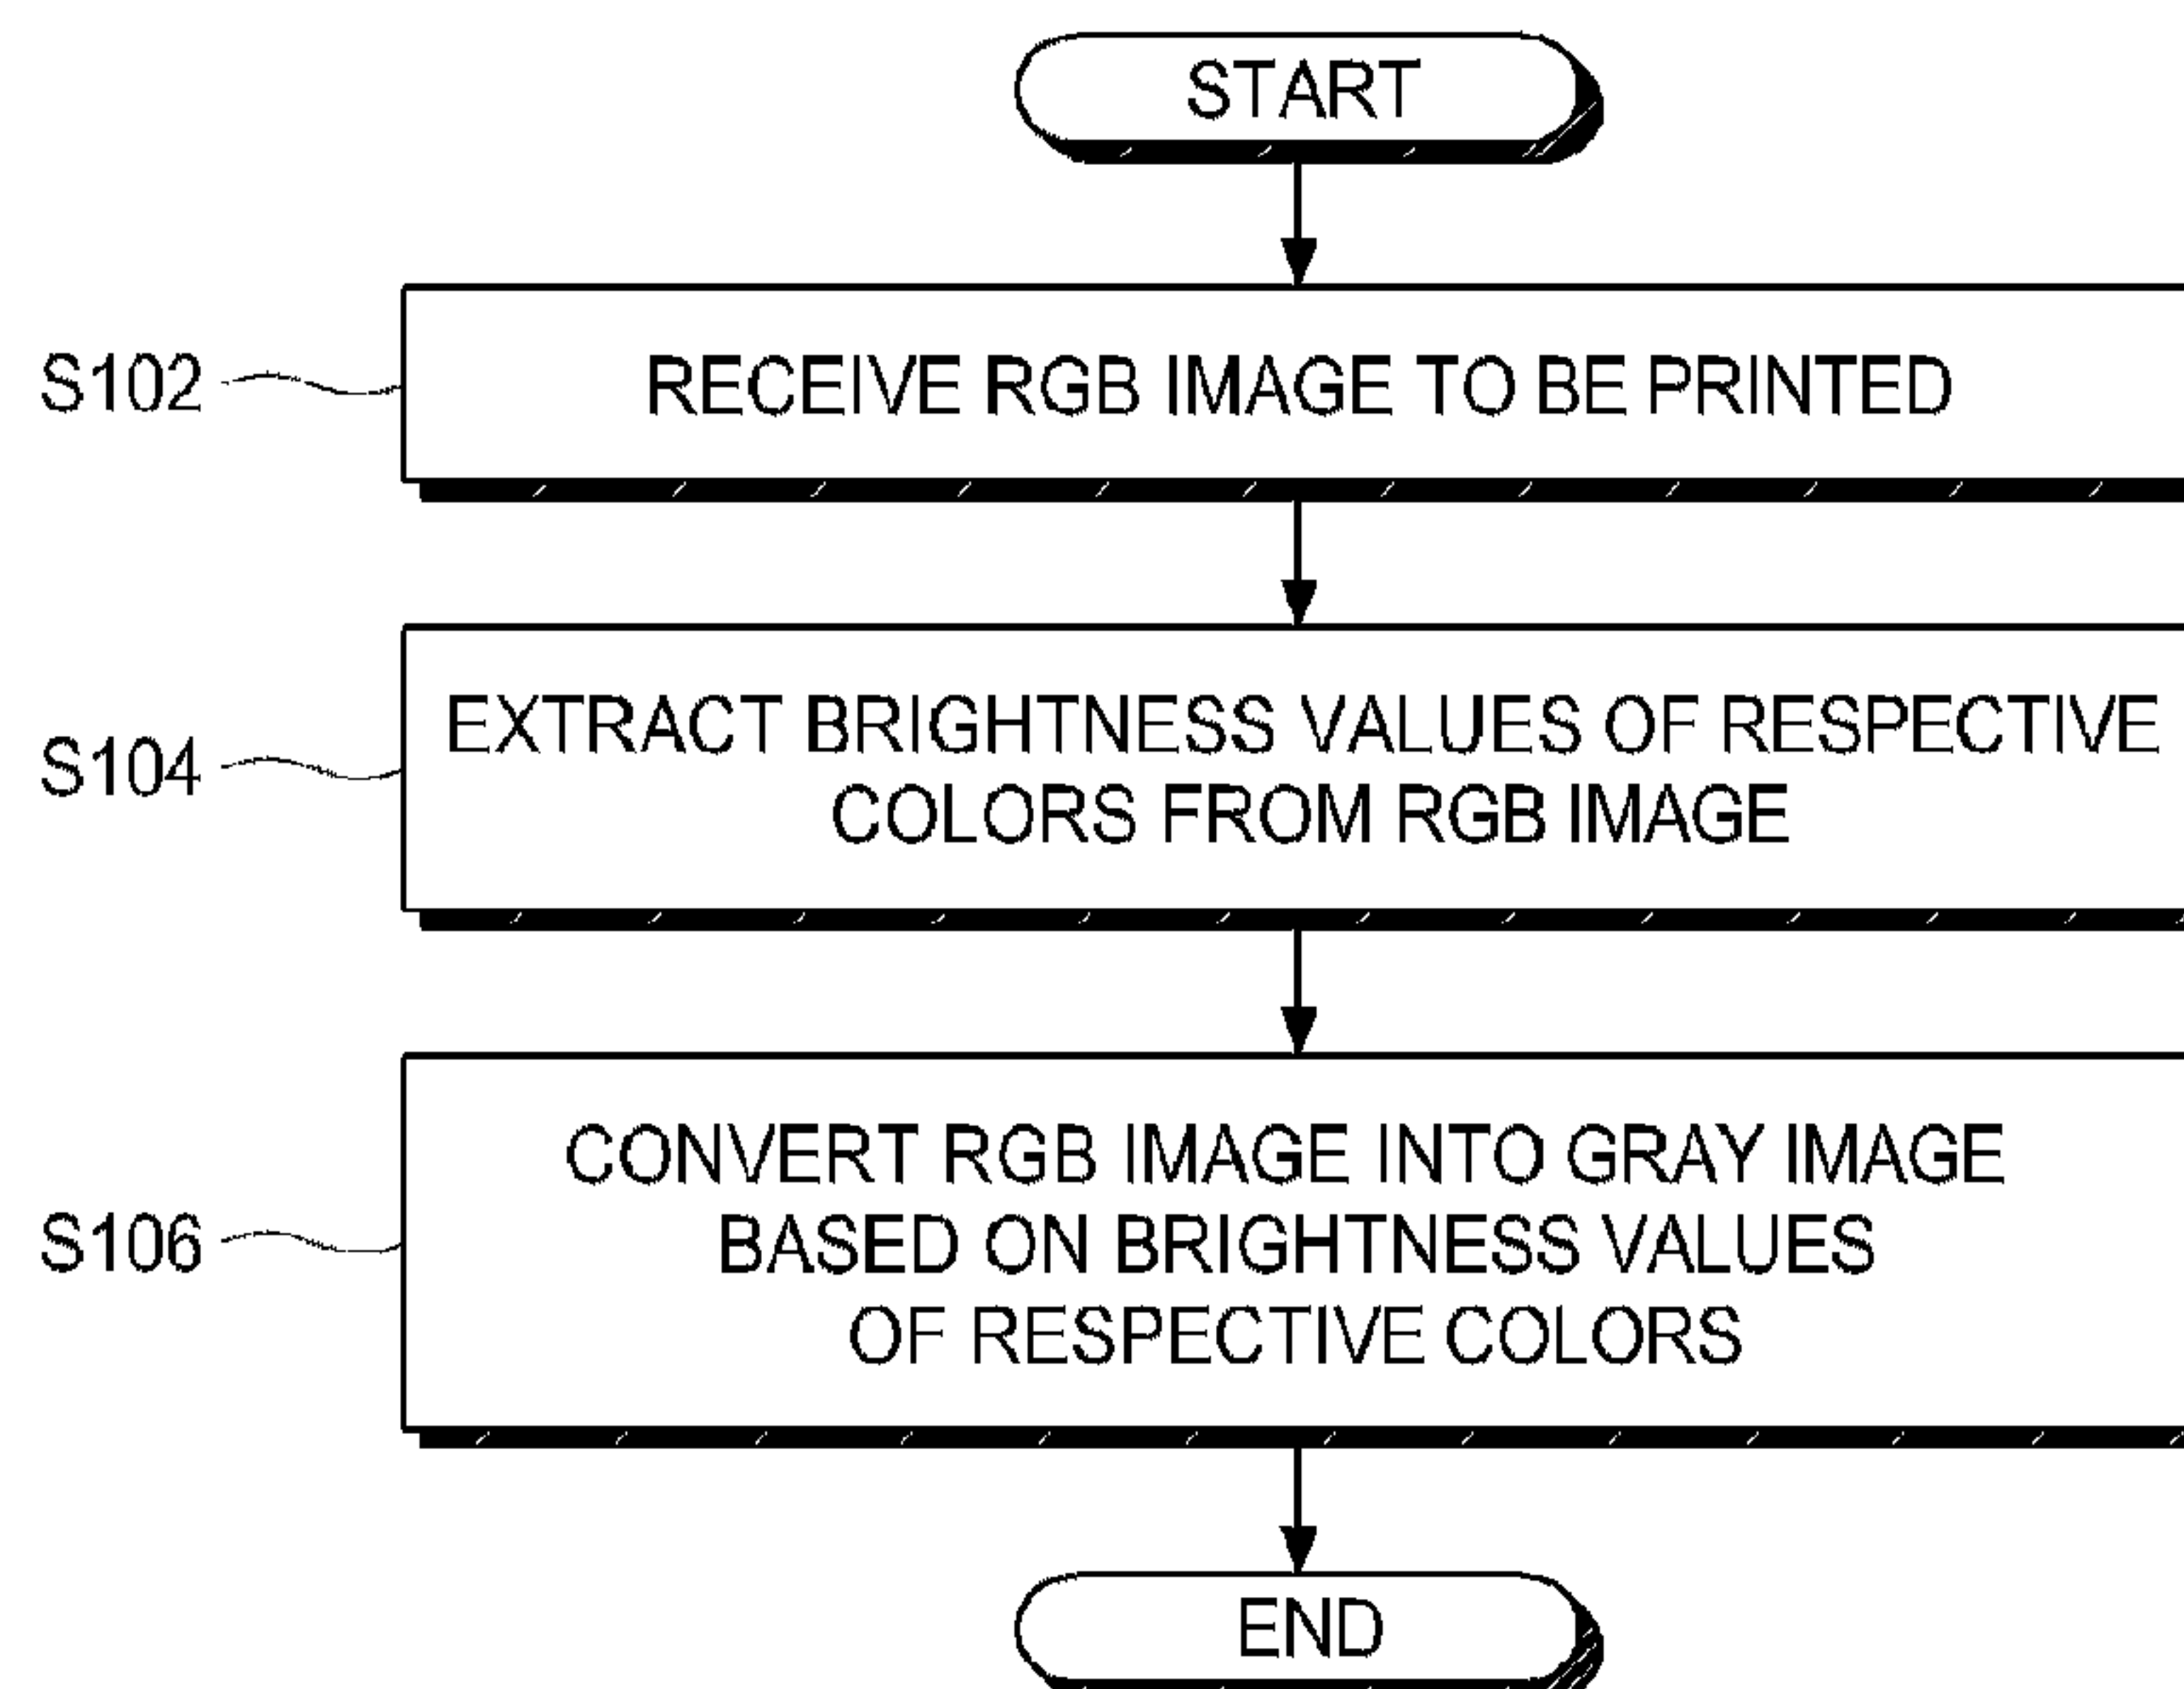 START
S102
RECEIVE RGB IMAGE TO BE PRINTED
S104
EXTRACT BRIGHTNESS VALUES OF RESPECTIVE
COLORS FROM RGB IMAGE
S106
CONVERT RGB IMAGE INTO GRAY IMAGE
BASED ON BRIGHTNESS VALUES
OF RESPECTIVE COLORS
END